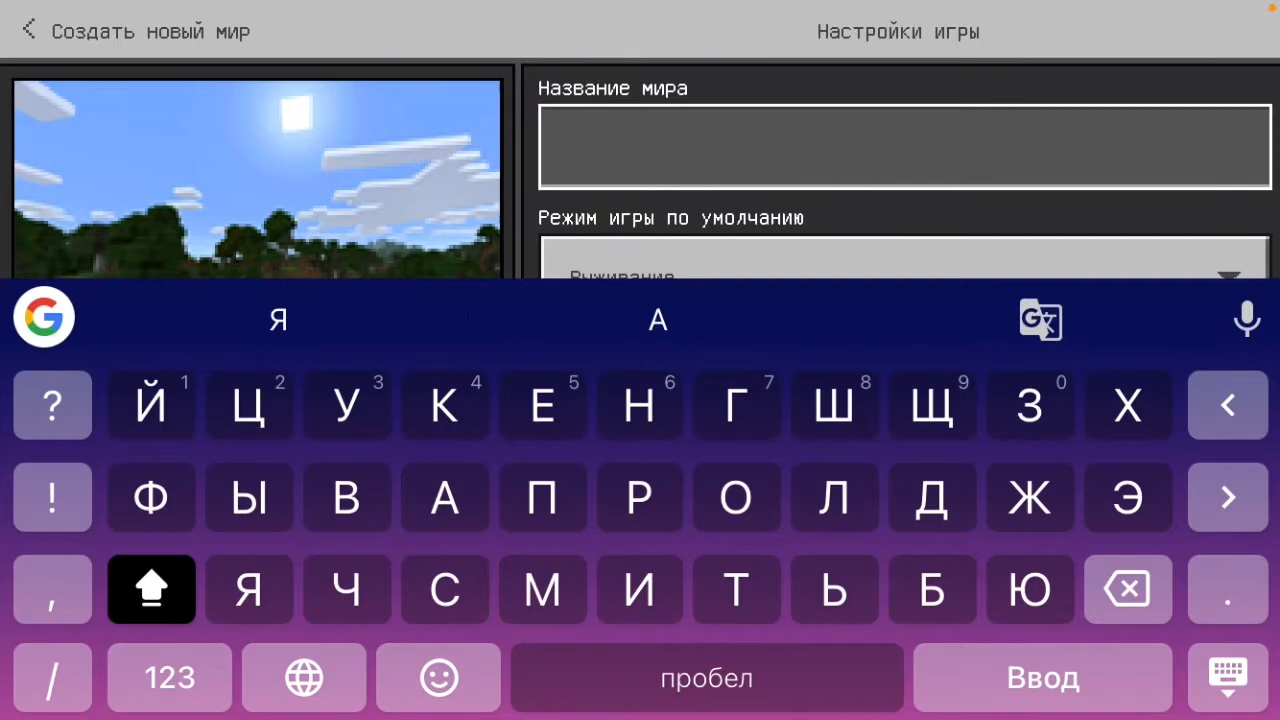 Создать новый мир
Настройки игры
Название мира
Режим игры по умолчанию
Выживание
Я А
? Й 1 Ц 2 У 3 К 4 Е 5 Н 6 Г 7 Ш 8 Щ 9 З 0 Х <
! Ф Ы В А П Р О Л Д Ж Э >
, Я Ч С М И Т Ь Б Ю .
/ 123 пробел Ввод